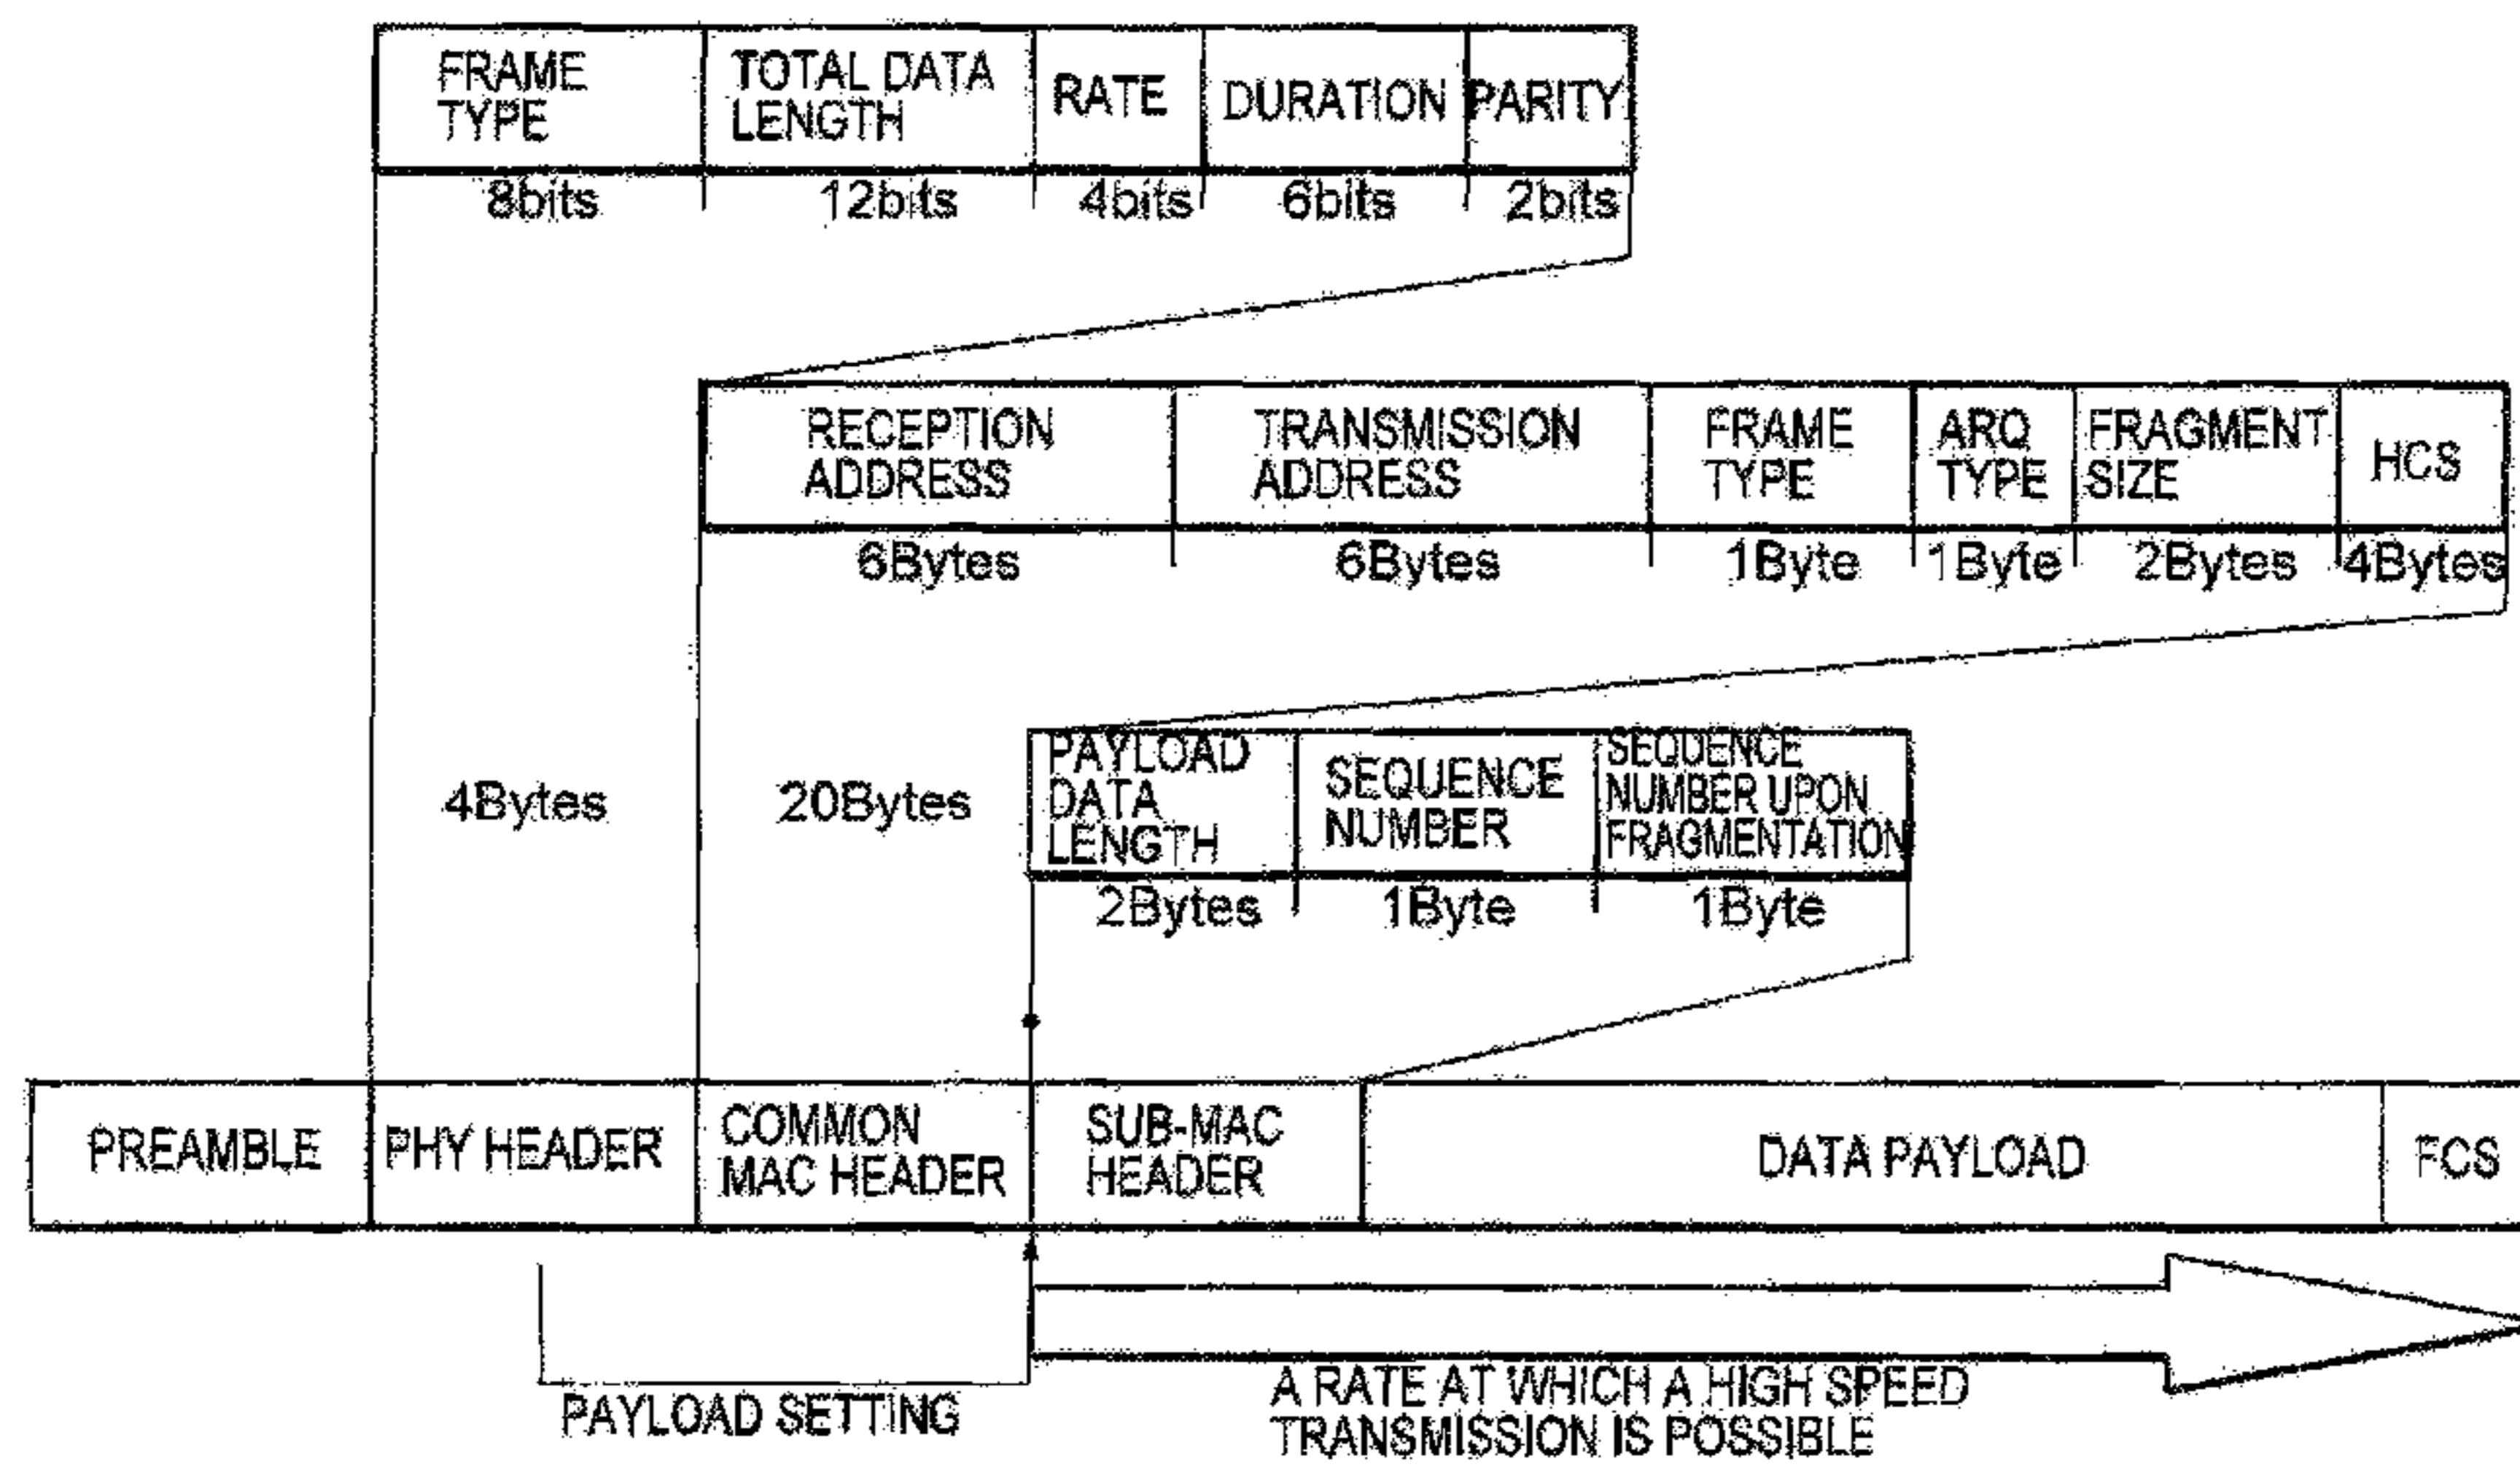 FRAME
TYPE
TOTAL DATA
LENGTH
RATE
DURATION
PARITY
8bits
12bits
4bits
6bits
2bits
RECEPTION
ADDRESS
TRANSMISSION
ADDRESS
FRAME
TYPE
ARQ
TYPE
FRAGMENT
SIZE
HCS
6Bytes
6Bytes
1Byte
1Byte
2Bytes
4Bytes
4Bytes
20Bytes
PAYLOAD
DATA
LENGTH
SEQUENCE
NUMBER
SEQUENCE
NUMBER UPON
FRAGMENTATION
2Bytes
1Byte
1Byte
PREAMBLE
PHY HEADER
COMMON
MAC HEADER
SUB-MAC
HEADER
DATA PAYLOAD
FCS
PAYLOAD SETTING
A RATE AT WHICH A HIGH SPEED
TRANSMISSION IS POSSIBLE